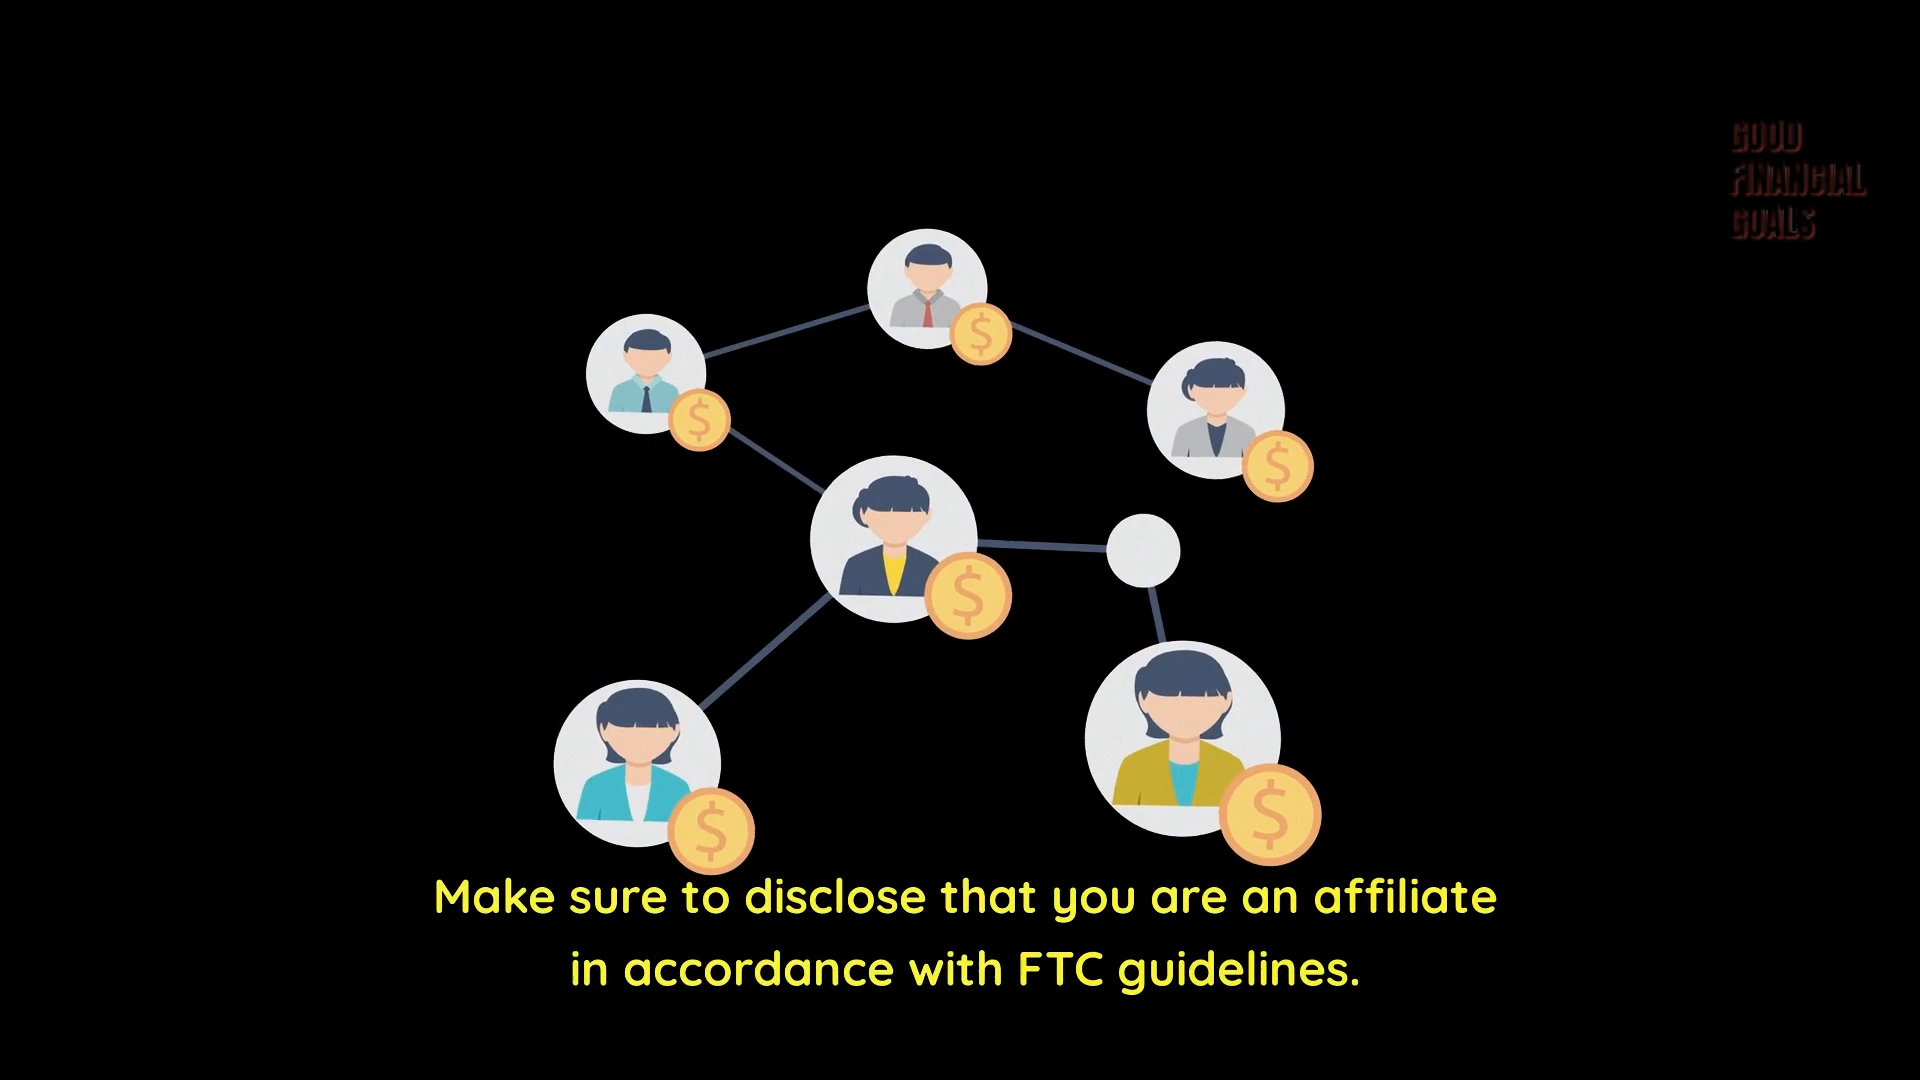 GOOD
FINANCIAL
GOALS
$
$
$
$
$
$
Make sure to disclose that you are an affiliate
in accordance with FTC guidelines.